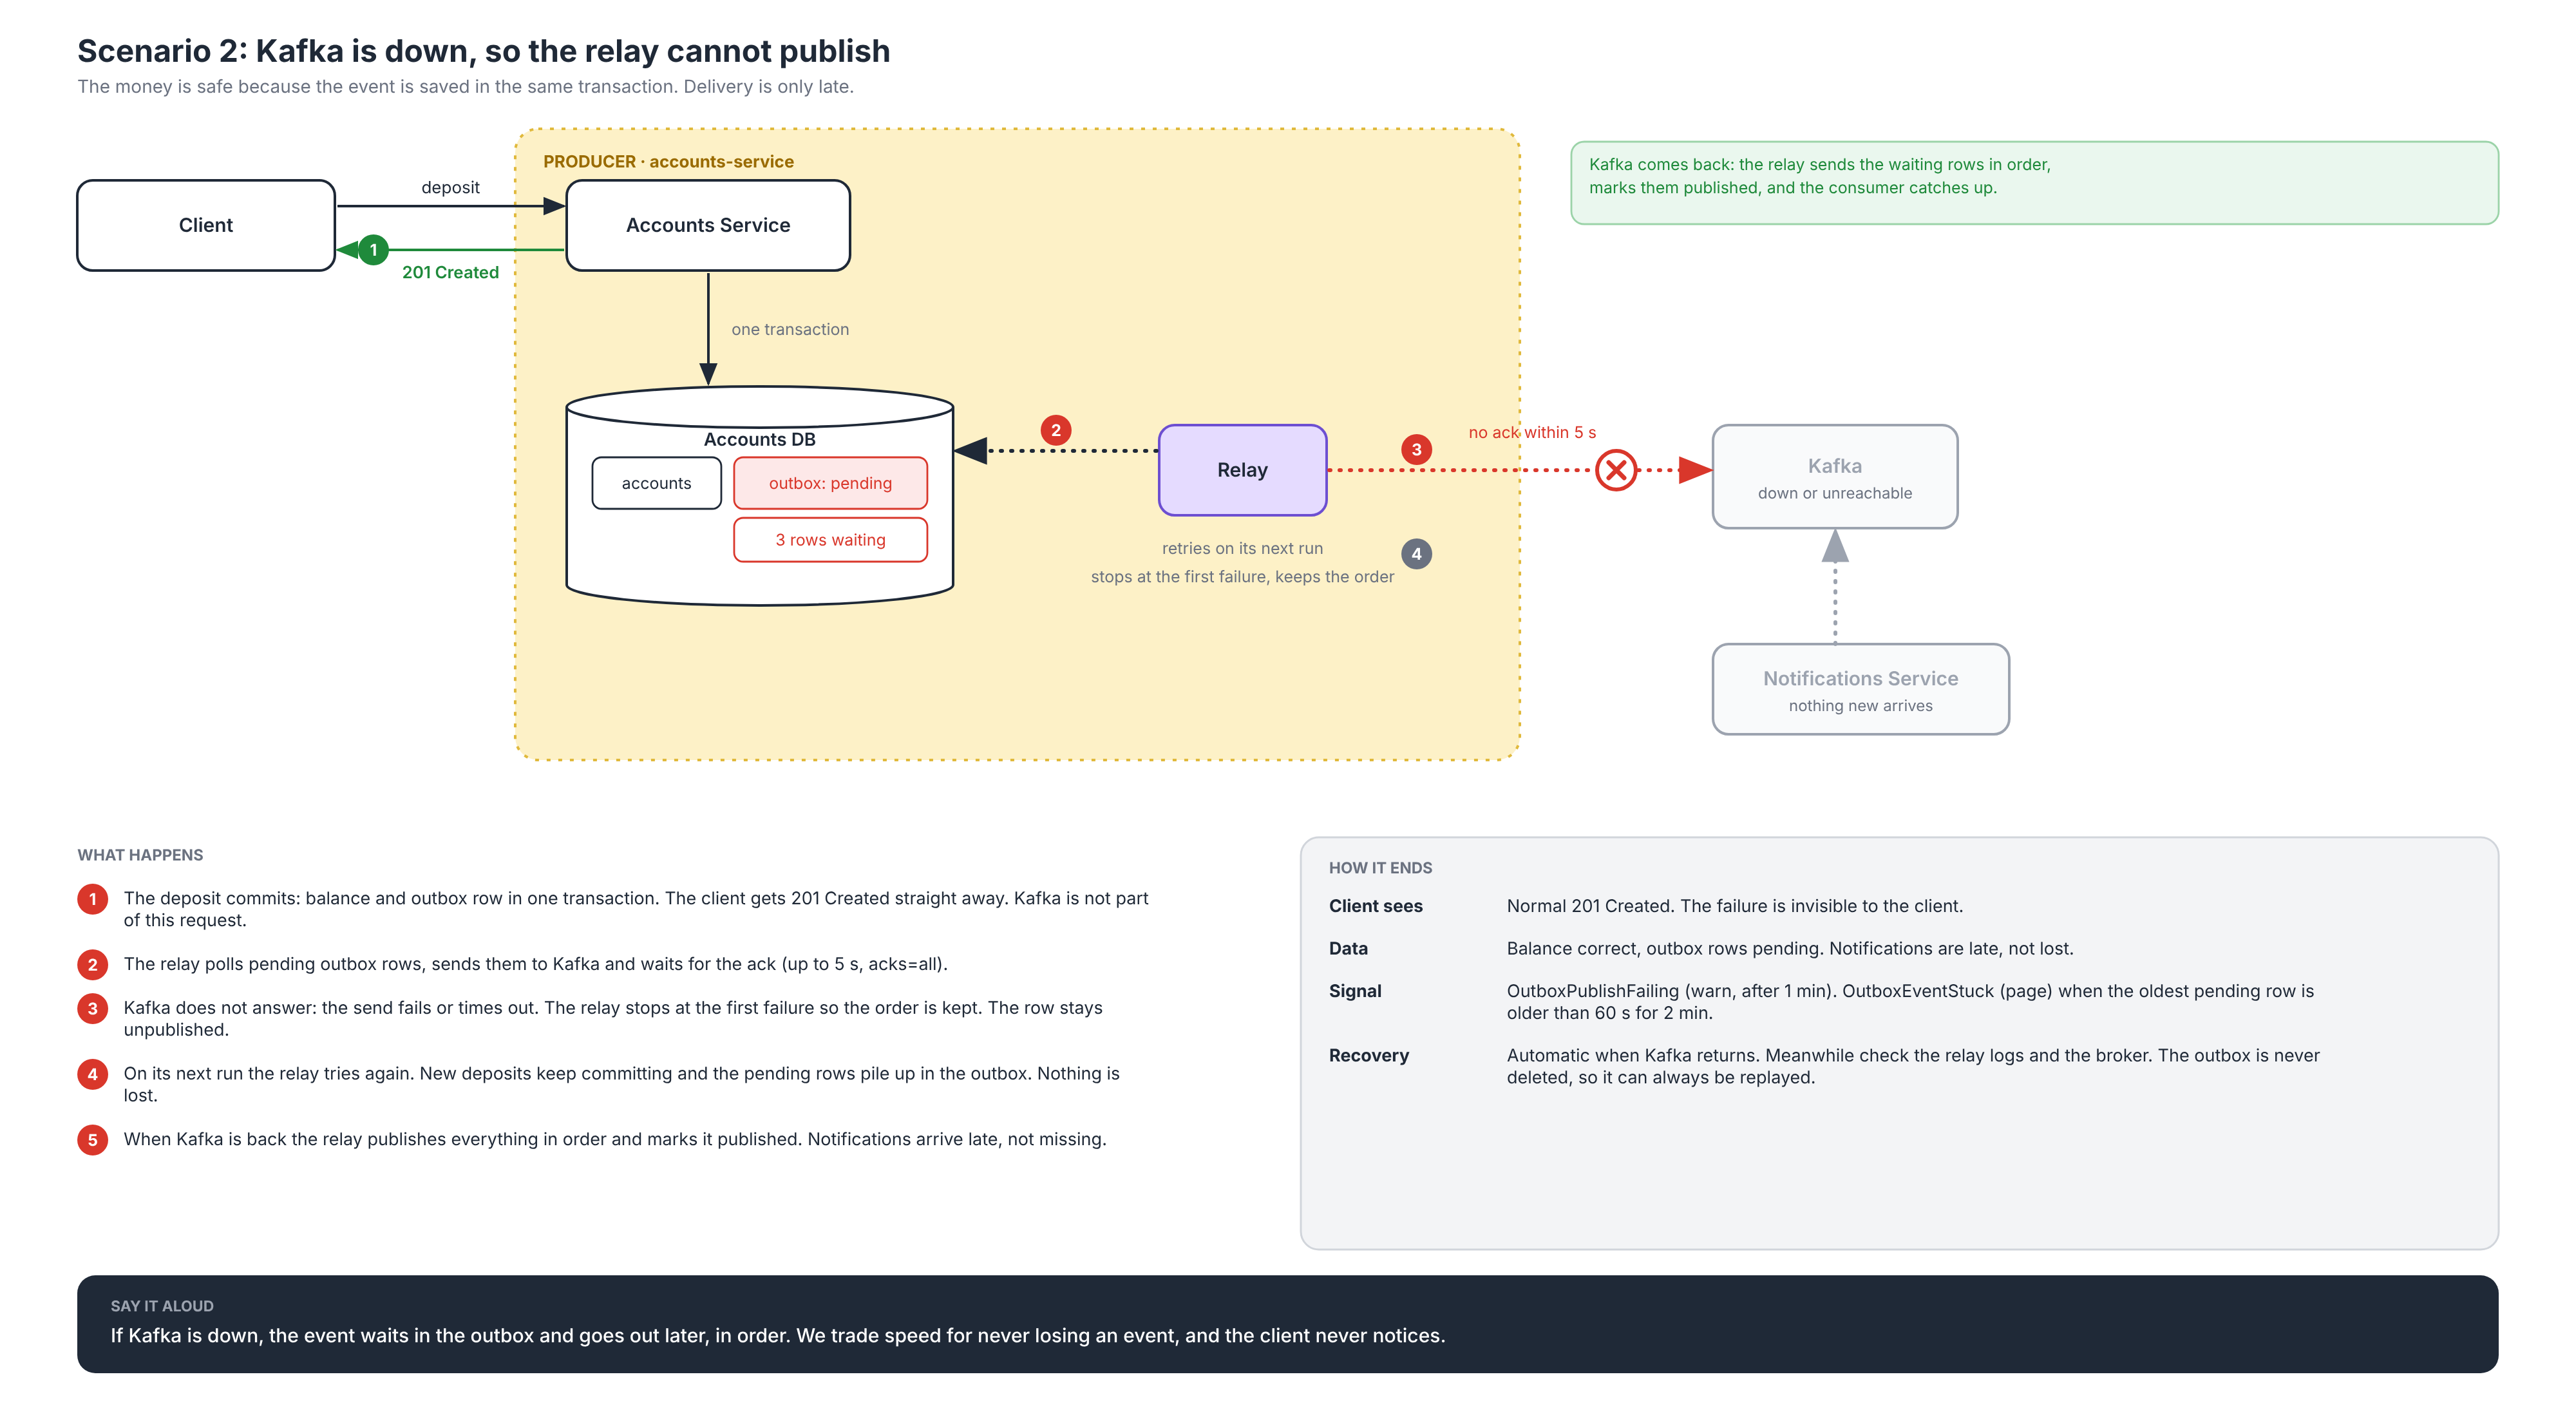 Scenario 2: Kafka is down, so the relay cannot publish
The money is safe because the event is saved in the same transaction. Delivery is only late.
PRODUCER · accounts-service
Kafka comes back: the relay sends the waiting rows in order,
marks them published, and the consumer catches up.
Client
deposit
1
201 Created
Accounts Service
one transaction
Accounts DB
accounts
outbox: pending
3 rows waiting
2
Relay
3
no ack within 5 s
retries on its next run
4
stops at the first failure, keeps the order
Kafka
down or unreachable
Notifications Service
nothing new arrives
WHAT HAPPENS
1 The deposit commits: balance and outbox row in one transaction. The client gets 201 Created straight away. Kafka is not part
of this request.
2 The relay polls pending outbox rows, sends them to Kafka and waits for the ack (up to 5 s, acks=all).
3 Kafka does not answer: the send fails or times out. The relay stops at the first failure so the order is kept. The row stays
unpublished.
4 On its next run the relay tries again. New deposits keep committing and the pending rows pile up in the outbox. Nothing is
lost.
5 When Kafka is back the relay publishes everything in order and marks it published. Notifications arrive late, not missing.
HOW IT ENDS
Client sees Normal 201 Created. The failure is invisible to the client.
Data Balance correct, outbox rows pending. Notifications are late, not lost.
Signal OutboxPublishFailing (warn, after 1 min). OutboxEventStuck (page) when the oldest pending row is
older than 60 s for 2 min.
Recovery Automatic when Kafka returns. Meanwhile check the relay logs and the broker. The outbox is never
deleted, so it can always be replayed.
SAY IT ALOUD
If Kafka is down, the event waits in the outbox and goes out later, in order. We trade speed for never losing an event, and the client never notices.